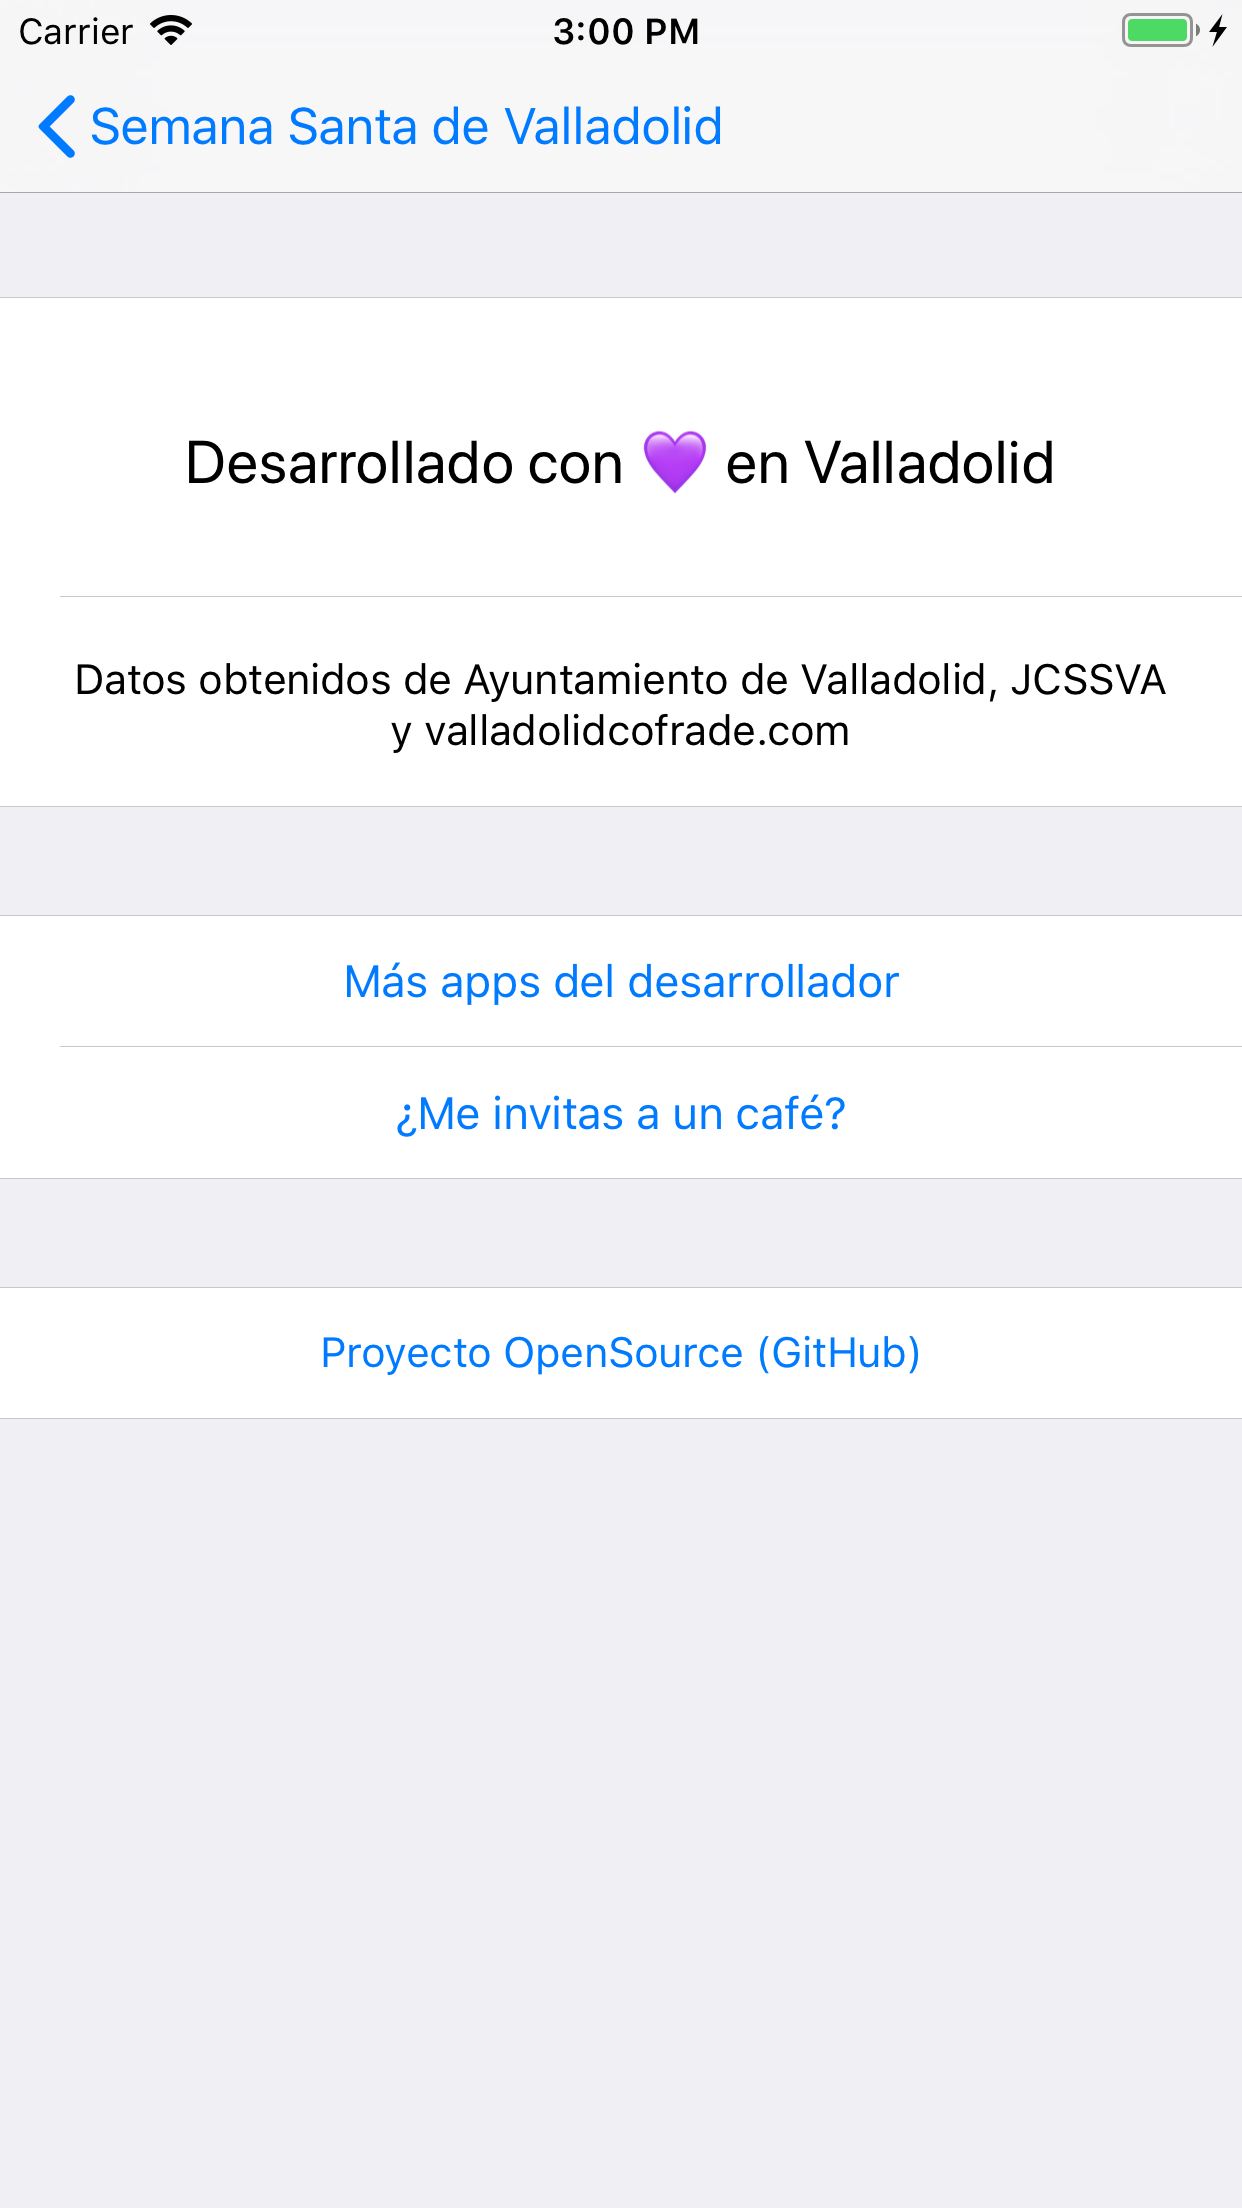 Carrier 3:00 PM
Semana Santa de Valladolid
Desarrollado con 💜 en Valladolid
Datos obtenidos de Ayuntamiento de Valladolid, JCSSVA
y valladolidcofrade.com
Más apps del desarrollador
¿Me invitas a un café?
Proyecto OpenSource (GitHub)